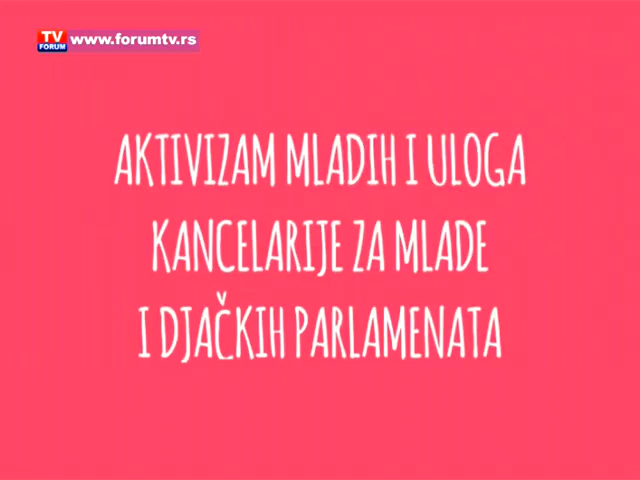 TV FORUM www.forumtv.rs
AKTIVIZAM MLADIH I ULOGA
KANCELARIJE ZA MLADE
I DJAČKIH PARLAMENATA